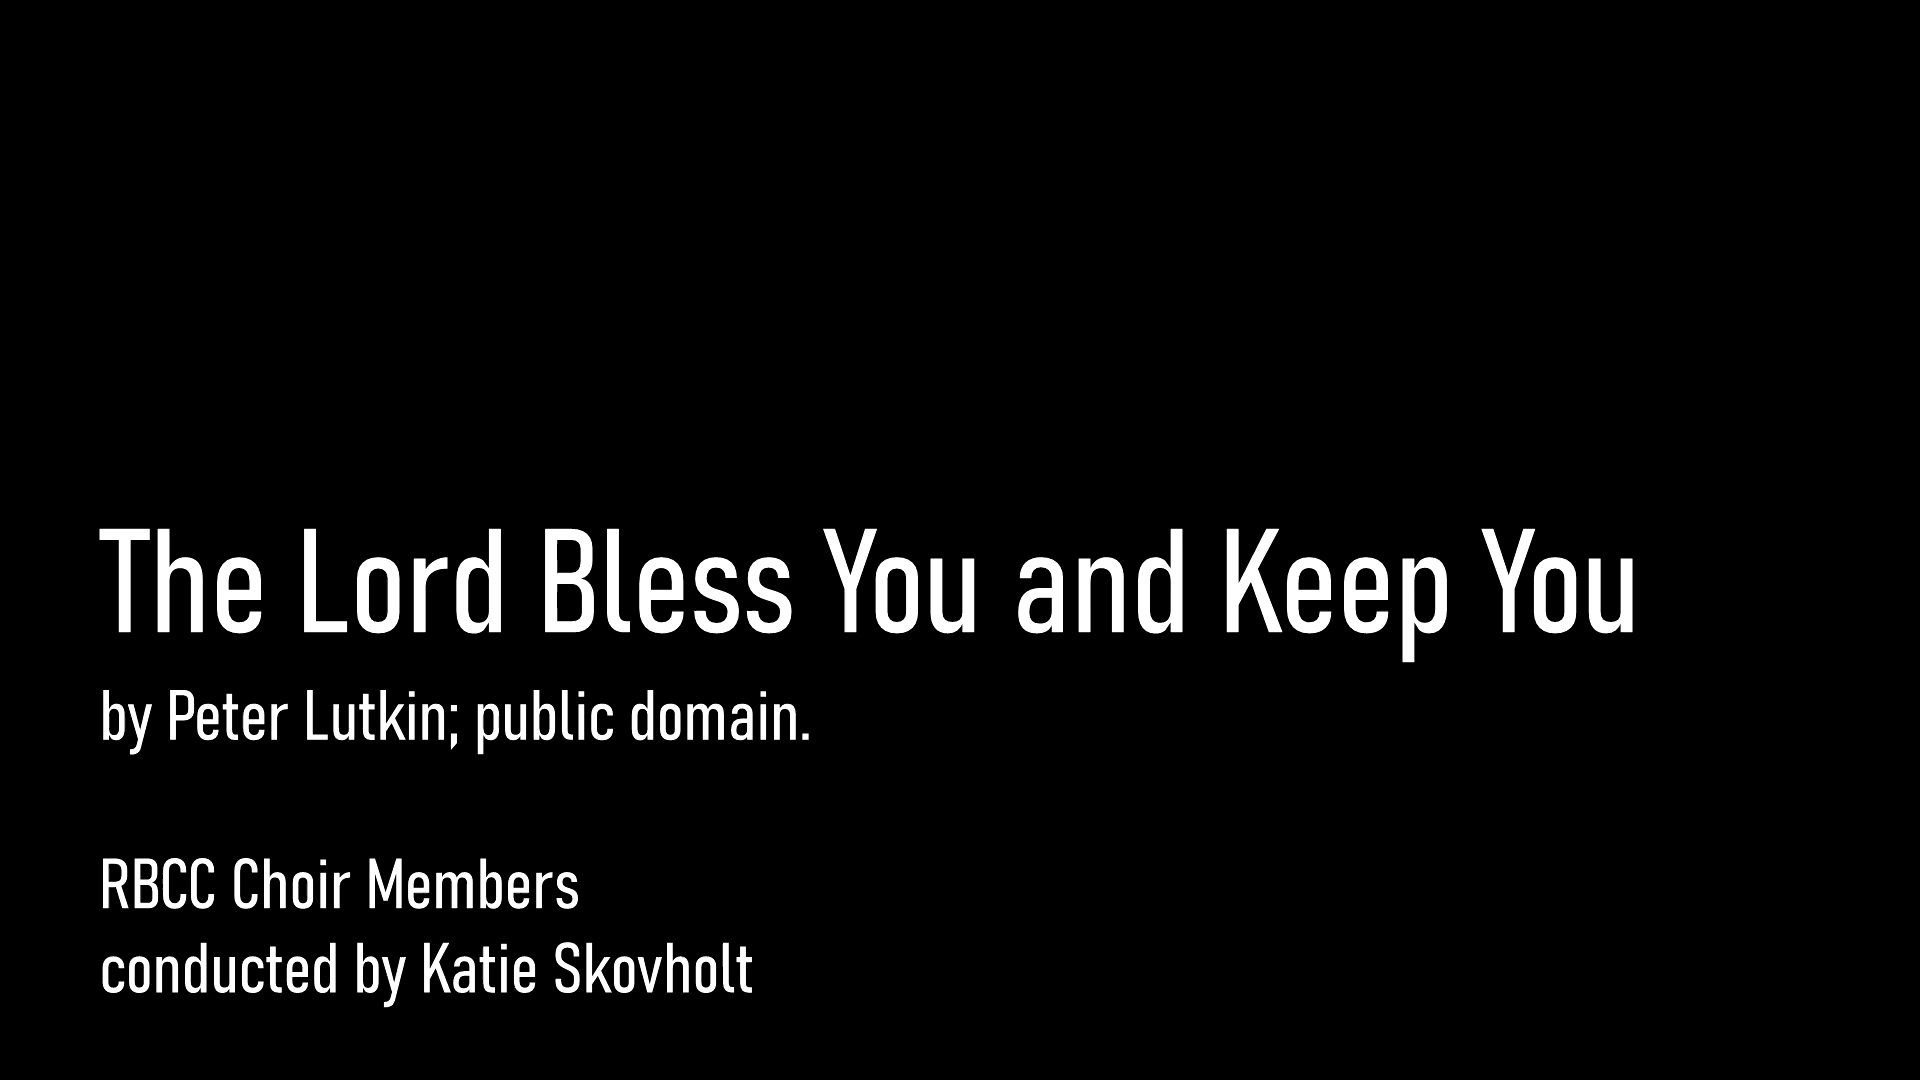 The Lord Bless You and Keep You
by Peter Lutkin; public domain.
RBCC Choir Members
conducted by Katie Skovholt